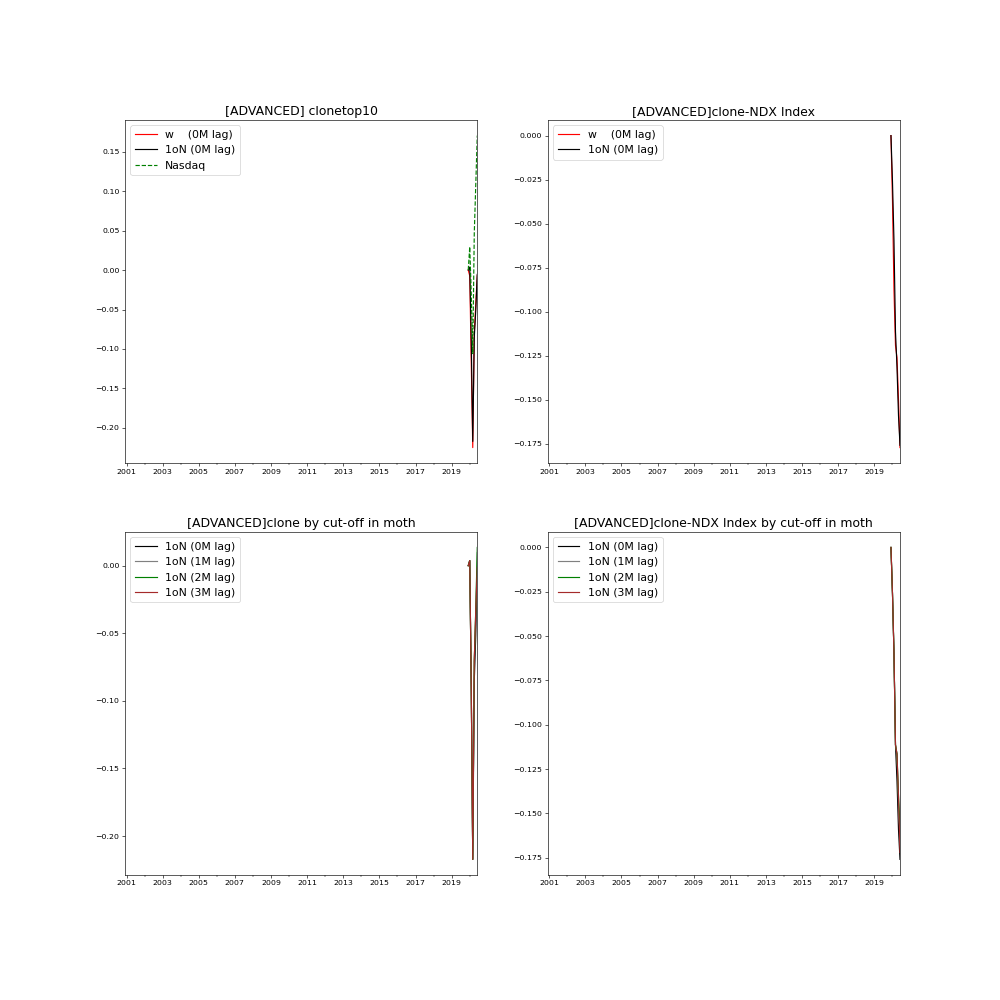 [ADVANCED] clonetop10
w (0M lag)
1oN (0M lag)
Nasdaq
0.15
0.10
0.05
0.00
−0.05
−0.10
−0.15
−0.20
2001 2003 2005 2007 2009 2011 2013 2015 2017 2019
[ADVANCED]clone-NDX Index
w (0M lag)
1oN (0M lag)
0.000
−0.025
−0.050
−0.075
−0.100
−0.125
−0.150
−0.175
2001 2003 2005 2007 2009 2011 2013 2015 2017 2019
[ADVANCED]clone by cut-off in moth
1oN (0M lag)
1oN (1M lag)
1oN (2M lag)
1oN (3M lag)
0.00
−0.05
−0.10
−0.15
−0.20
2001 2003 2005 2007 2009 2011 2013 2015 2017 2019
[ADVANCED]clone-NDX Index by cut-off in moth
1oN (0M lag)
1oN (1M lag)
1oN (2M lag)
1oN (3M lag)
0.000
−0.025
−0.050
−0.075
−0.100
−0.125
−0.150
−0.175
2001 2003 2005 2007 2009 2011 2013 2015 2017 2019